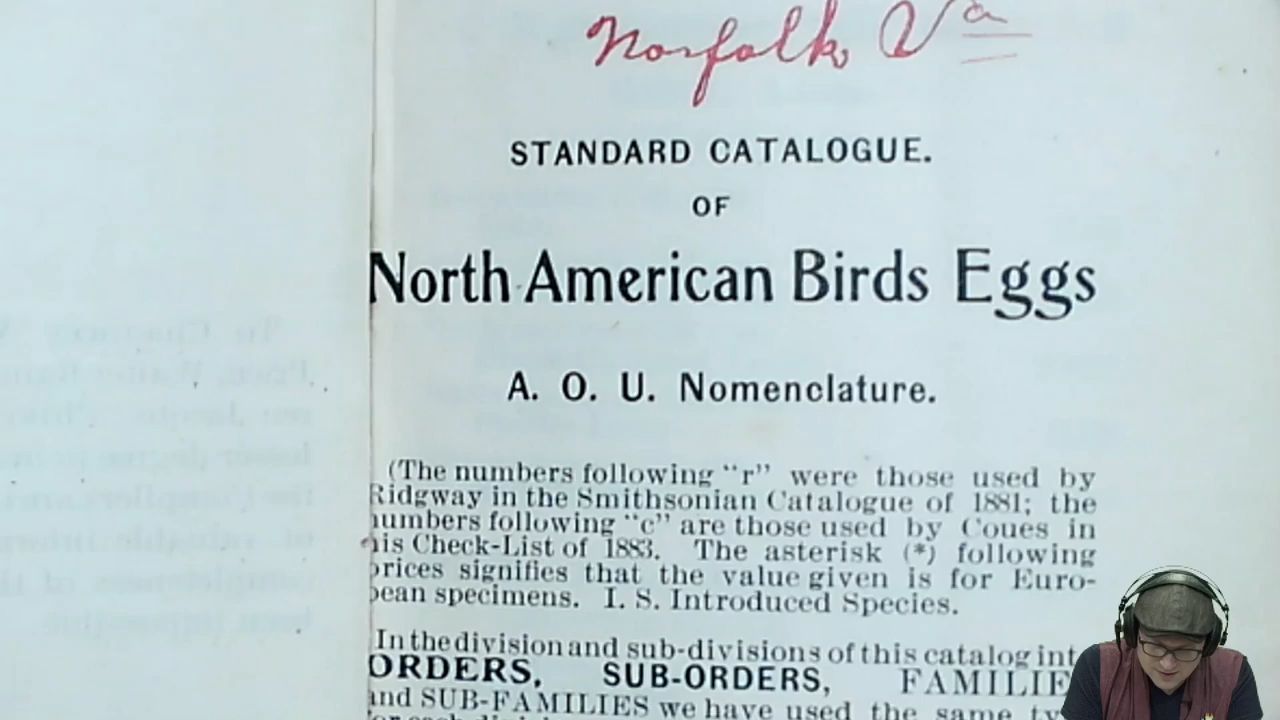 Norfolk, Va
STANDARD CATALOGUE.
OF
North American Birds Eggs
A. O. U. Nomenclature.
(The numbers following "r" were those used by
Ridgway in the Smithsonian Catalogue of 1881; the
numbers following "c" are those used by Coues in
his Check-List of 1883. The asterisk (*) following
prices signifies that the value given is for Euro-
pean specimens. I. S. Introduced Species.
In the division and sub-divisions of this catalog int
ORDERS, SUB-ORDERS, FAMILIE
and SUB-FAMILIES we have used the same ty